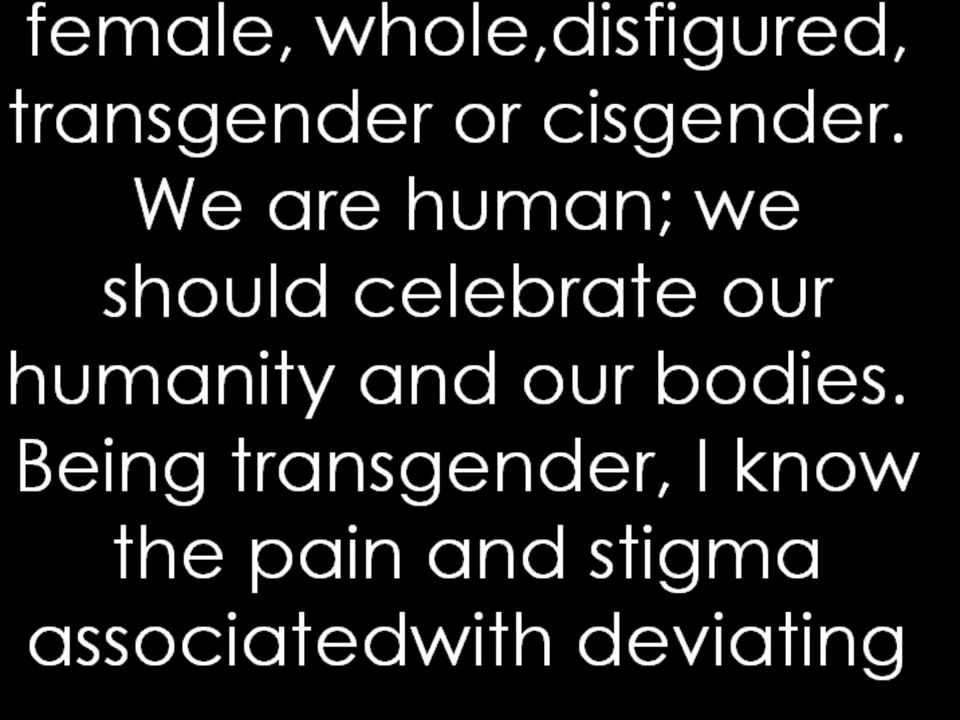 female, whole,disfigured,
transgender or cisgender.
We are human; we
should celebrate our
humanity and our bodies.
Being transgender, I know
the pain and stigma
associatedwith deviating